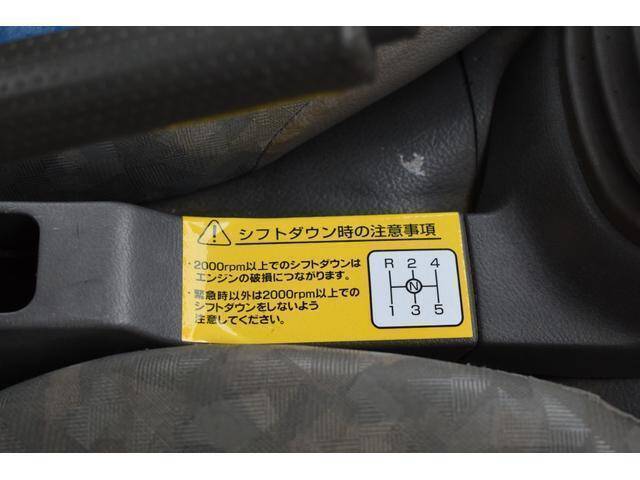 シフトダウン時の注意事項
・2000rpm以上でのシフトダウンは
エンジンの破損につながります。
・緊急時以外は2000rpm以上での
シフトダウンをしないよう
注意してください。
R 2 4
N
1 3 5